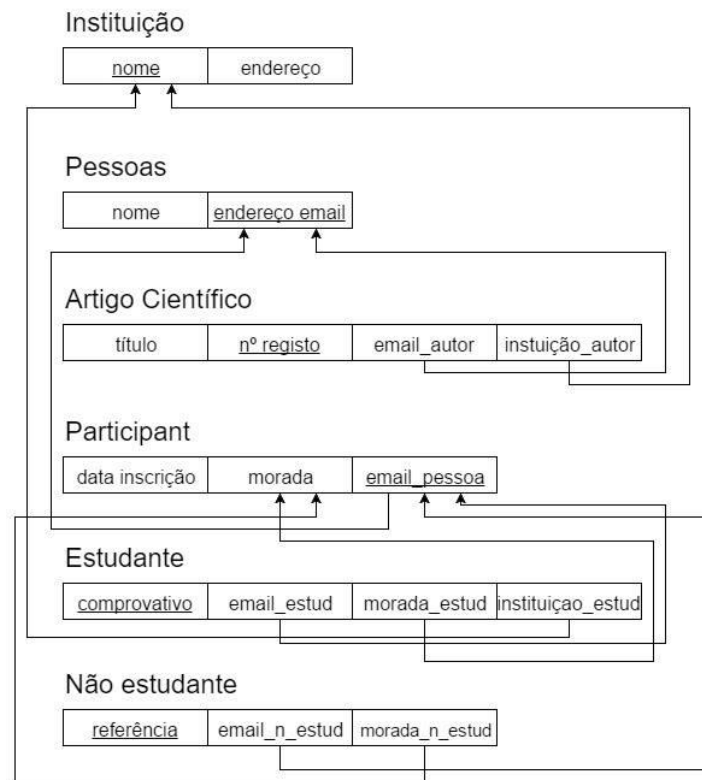 Instituição
nome endereço
Pessoas
nome endereço email
Artigo Científico
título nº registo email_autor instuição_autor
Participant
data inscrição morada email_pessoa
Estudante
comprovativo email_estud morada_estud instituiçao_estud
Não estudante
referência email_n_estud morada_n_estud